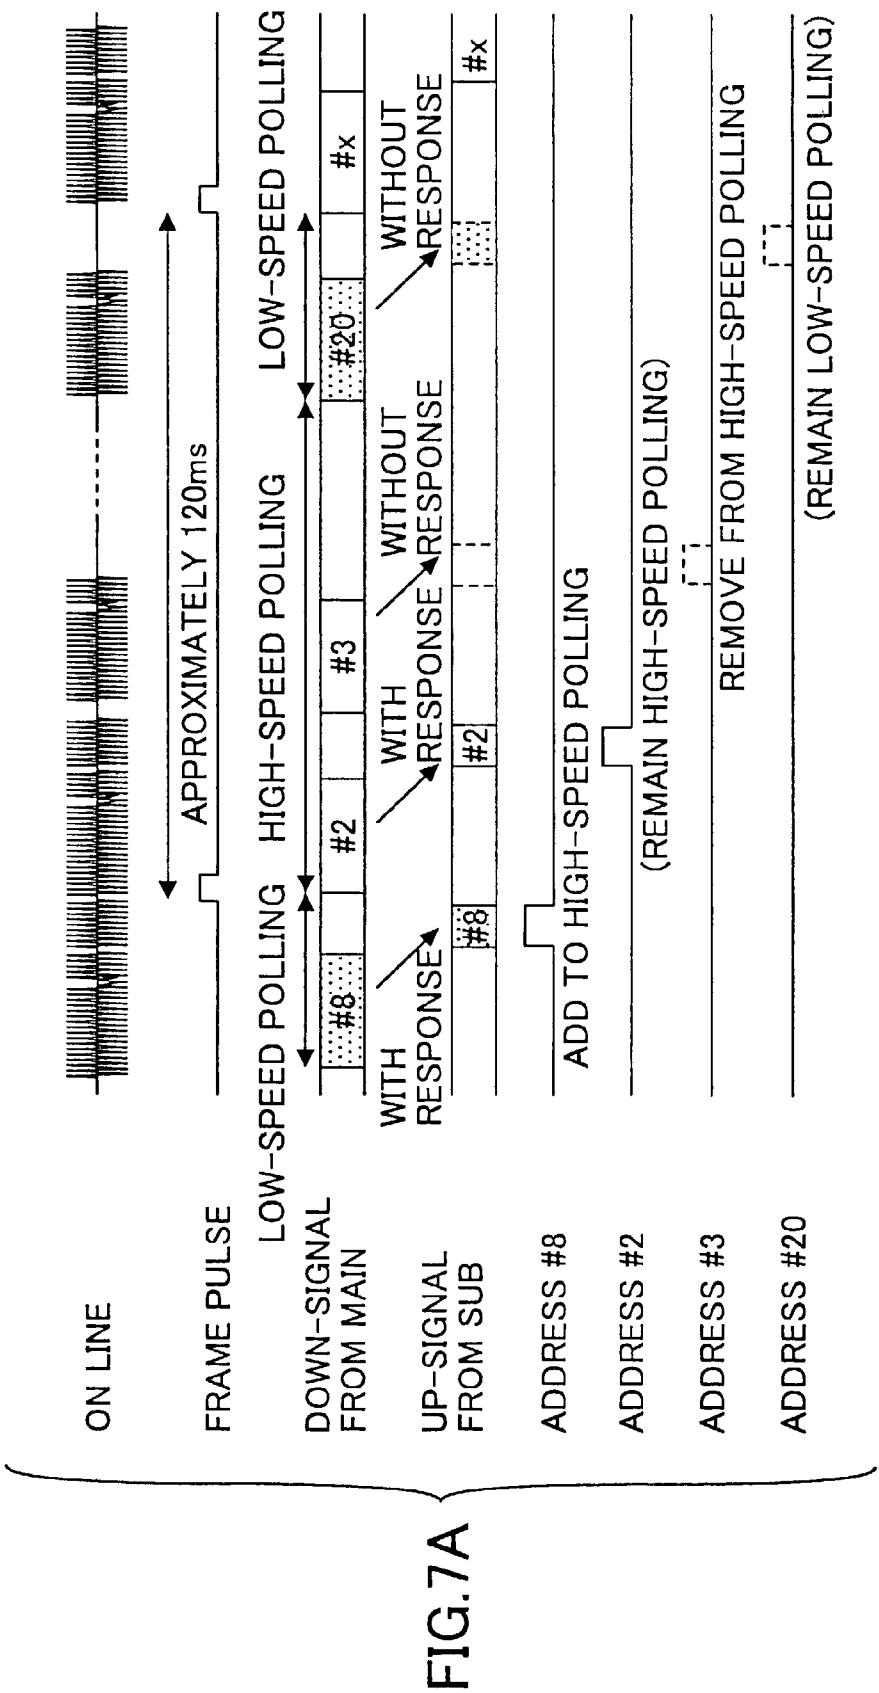 FIG.7A
ON LINE
FRAME PULSE
APPROXIMATELY 120ms
LOW-SPEED POLLING
HIGH-SPEED POLLING
LOW-SPEED POLLING
DOWN-SIGNAL
FROM MAIN
#8
#2
#3
#20
#x
WITH
RESPONSE
WITH
RESPONSE
WITHOUT
RESPONSE
WITHOUT
RESPONSE
UP-SIGNAL
FROM SUB
#8
#2
#x
ADDRESS #8
ADD TO HIGH-SPEED POLLING
ADDRESS #2
(REMAIN HIGH-SPEED POLLING)
ADDRESS #3
REMOVE FROM HIGH-SPEED POLLING
ADDRESS #20
(REMAIN LOW-SPEED POLLING)